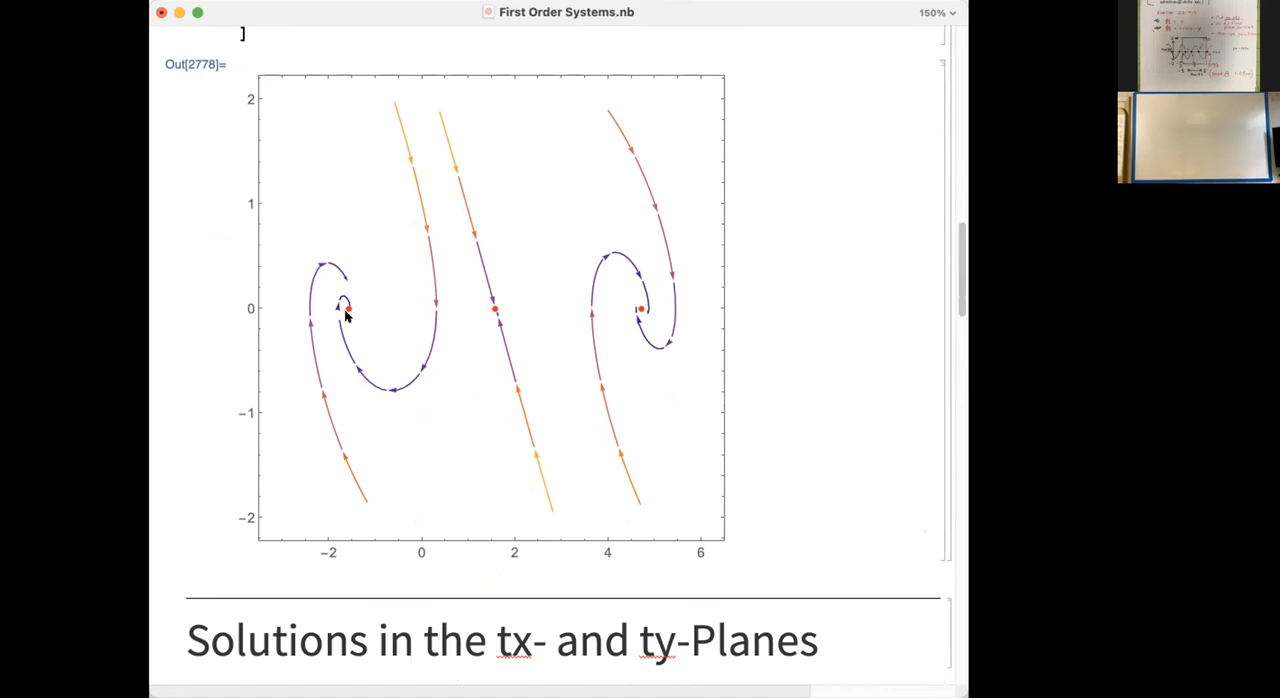 First Order Systems.nb
150%
]
Out[2778]=
2
1
0
−1
−2
−2 0 2 4 6
Solutions in the tx- and ty-Planes